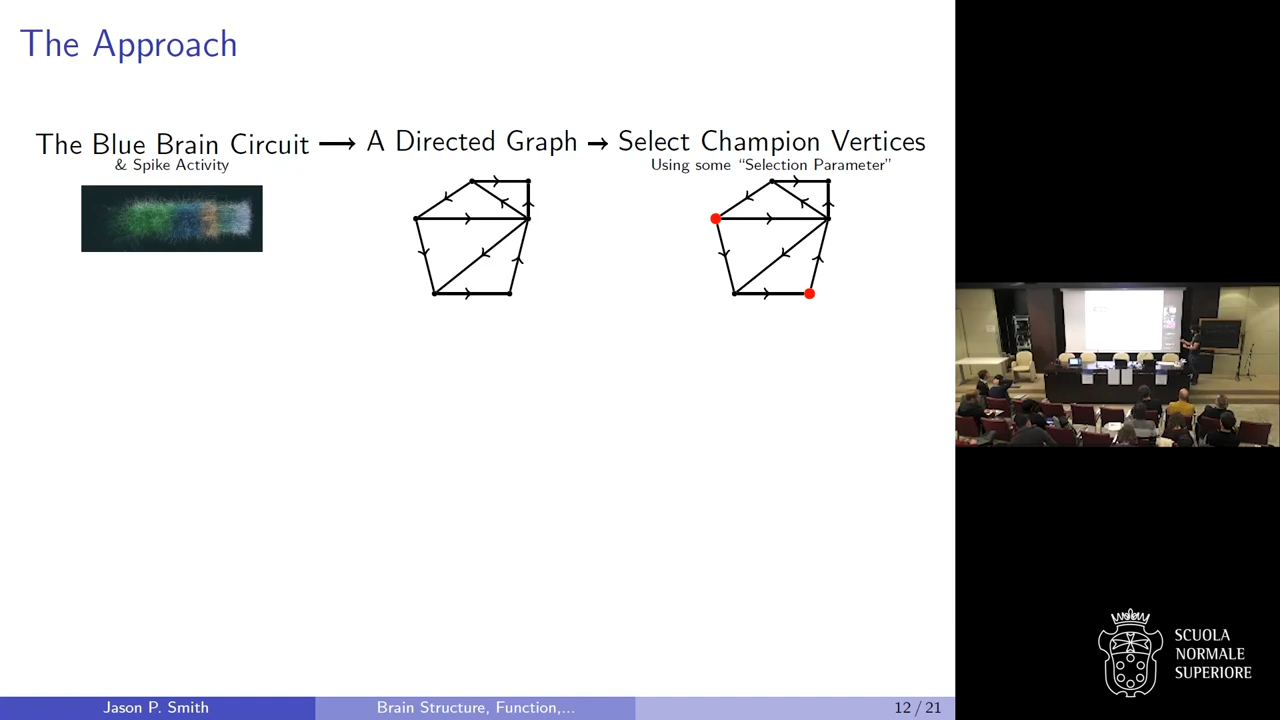 The Approach
The Blue Brain Circuit → A Directed Graph → Select Champion Vertices
& Spike Activity
Using some “Selection Parameter”
SCUOLA
NORMALE
SUPERIORE
Jason P. Smith
Brain Structure, Function,...
12 / 21